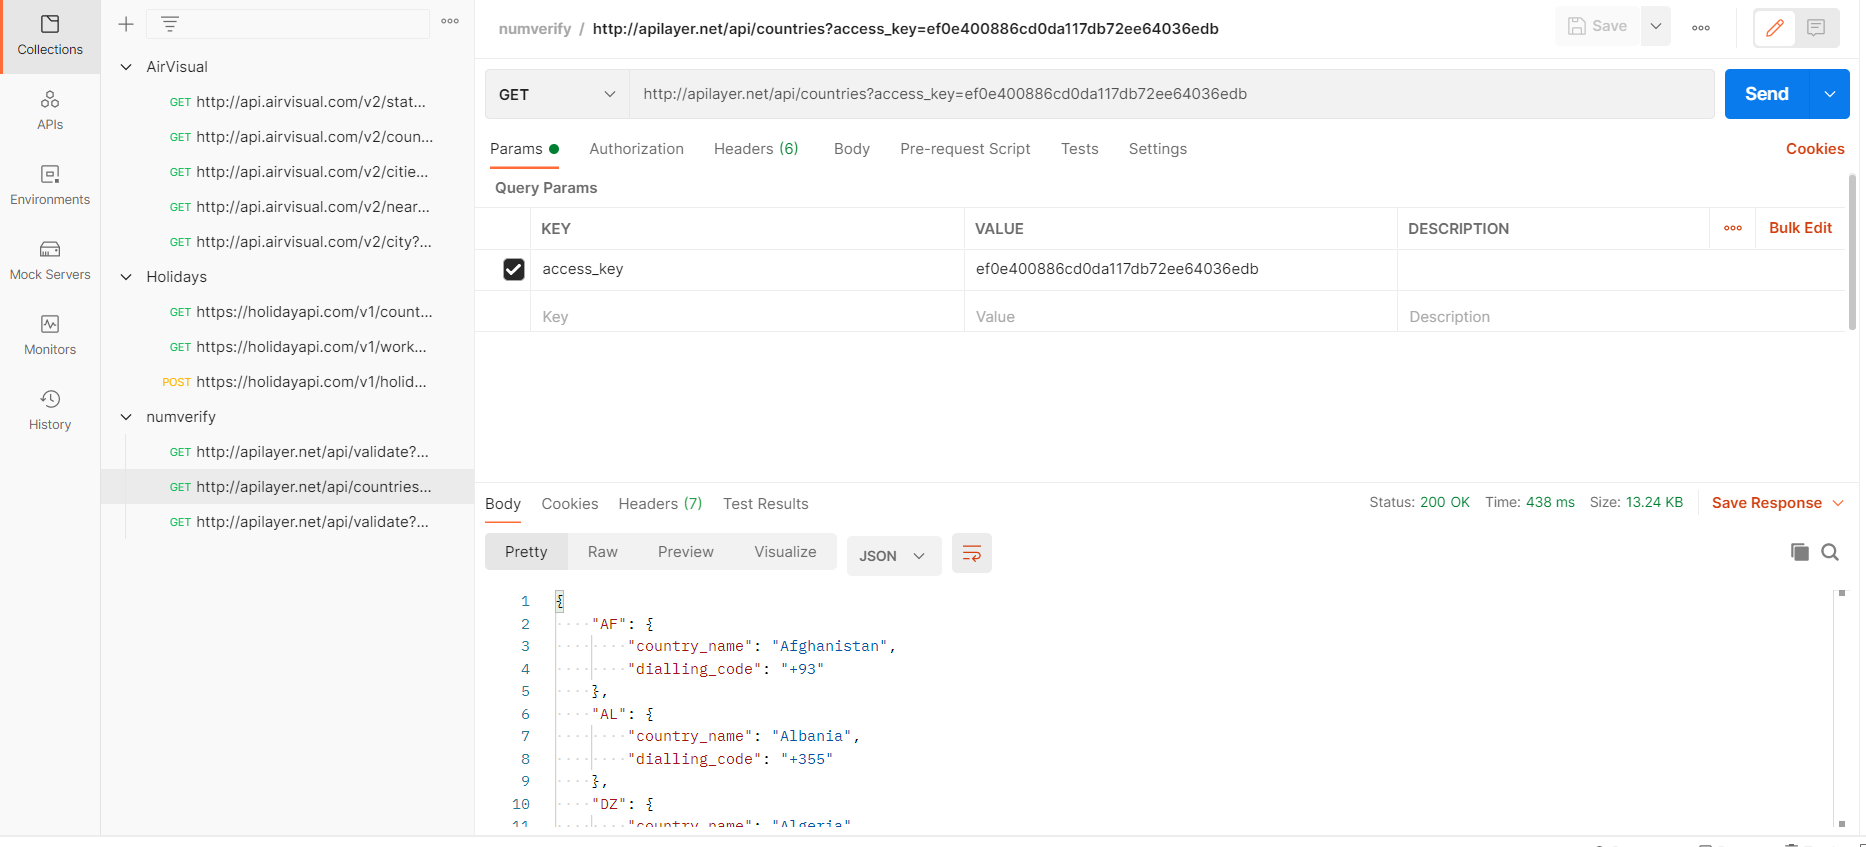 Collections
APIs
Environments
Mock Servers
Monitors
History
AirVisual
GET http://api.airvisual.com/v2/stat...
GET http://api.airvisual.com/v2/coun...
GET http://api.airvisual.com/v2/citie...
GET http://api.airvisual.com/v2/near...
GET http://api.airvisual.com/v2/city?...
Holidays
GET https://holidayapi.com/v1/count...
GET https://holidayapi.com/v1/work...
POST https://holidayapi.com/v1/holid...
numverify
GET http://apilayer.net/api/validate?...
GET http://apilayer.net/api/countries...
GET http://apilayer.net/api/validate?...
numverify / http://apilayer.net/api/countries?access_key=ef0e400886cd0da117db72ee64036edb
Save
GET http://apilayer.net/api/countries?access_key=ef0e400886cd0da117db72ee64036edb Send
Params Authorization Headers (6) Body Pre-request Script Tests Settings Cookies
Query Params
KEY VALUE DESCRIPTION Bulk Edit
access_key ef0e400886cd0da117db72ee64036edb
Key Value Description
Body Cookies Headers (7) Test Results Status: 200 OK Time: 438 ms Size: 13.24 KB Save Response
Pretty Raw Preview Visualize JSON
1 {
2 "AF": {
3 "country_name": "Afghanistan",
4 "dialling_code": "+93"
5 },
6 "AL": {
7 "country_name": "Albania",
8 "dialling_code": "+355"
9 },
10 "DZ": {
11 "country_name": "Algeria"